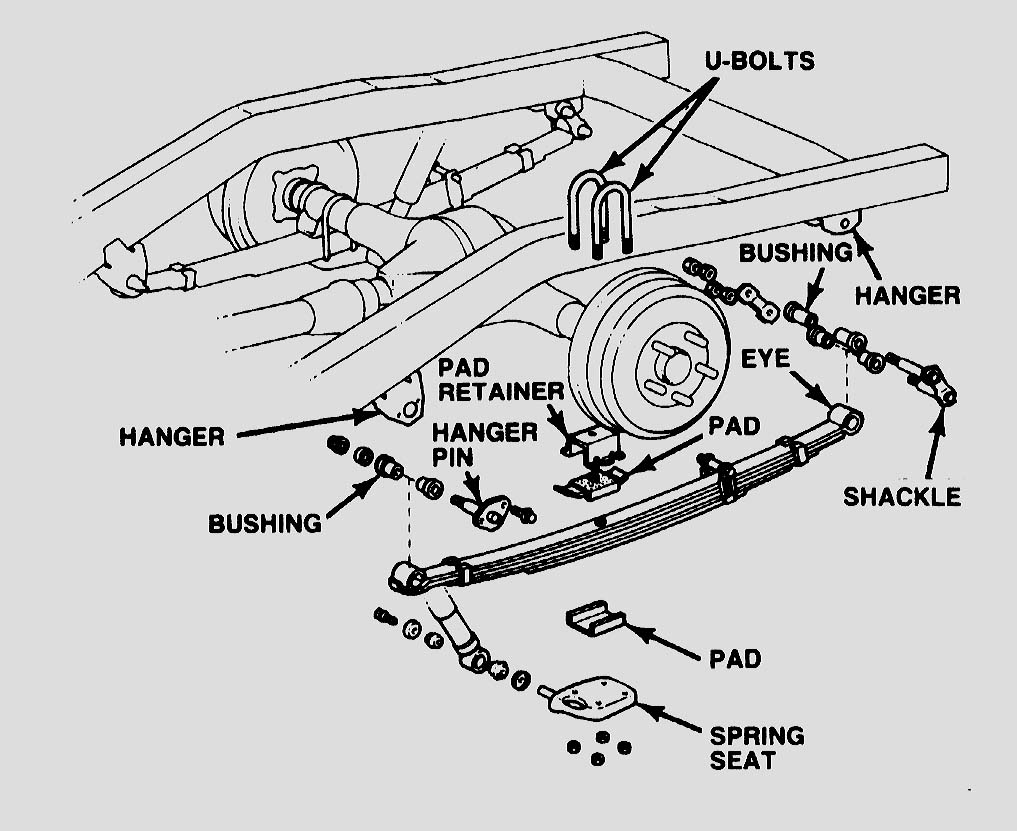 U-BOLTS
BUSHING
HANGER
EYE
PAD
RETAINER
HANGER
HANGER
PIN
PAD
BUSHING
SHACKLE
PAD
SPRING
SEAT